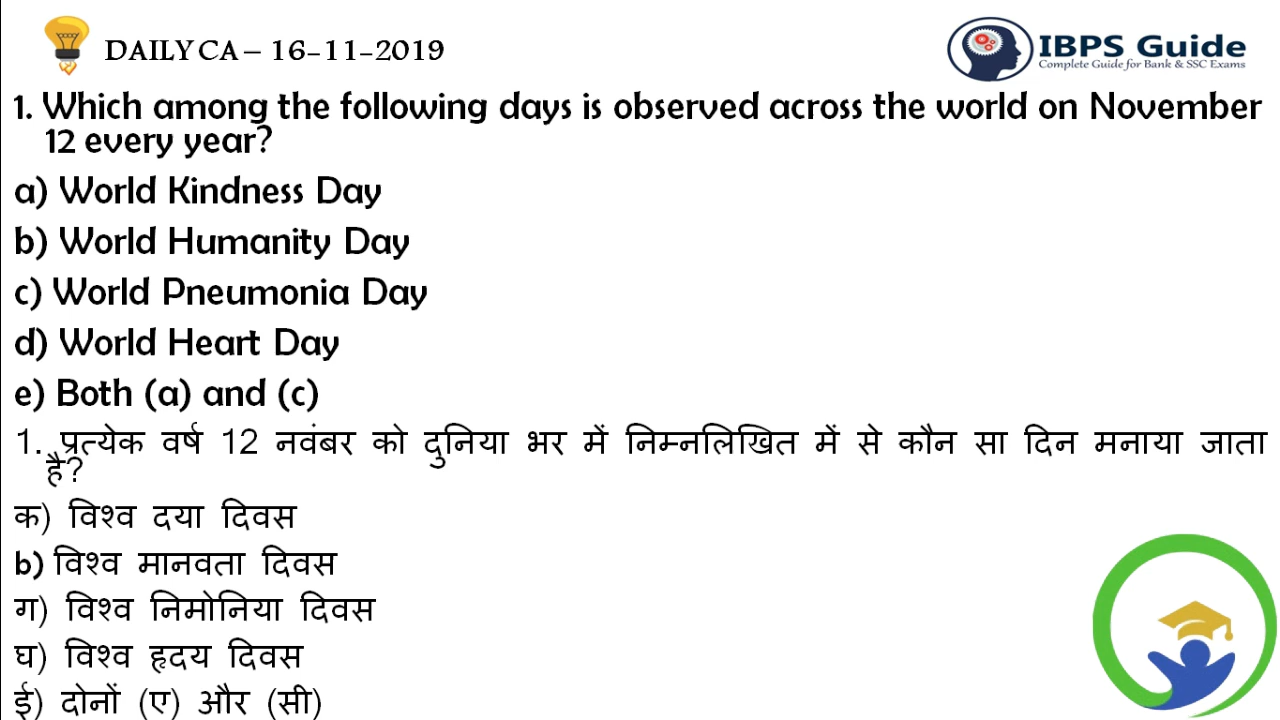 DAILY CA – 16-11-2019
IBPS Guide
Complete Guide for Bank & SSC Exams
1. Which among the following days is observed across the world on November
12 every year?
a) World Kindness Day
b) World Humanity Day
c) World Pneumonia Day
d) World Heart Day
e) Both (a) and (c)
1. प्रत्येक वर्ष 12 नवंबर को दुनिया भर में निम्नलिखित में से कौन सा दिन मनाया जाता
है?
क) विश्व दया दिवस
b) विश्व मानवता दिवस
ग) विश्व निमोनिया दिवस
घ) विश्व हृदय दिवस
ई) दोनों (ए) और (सी)